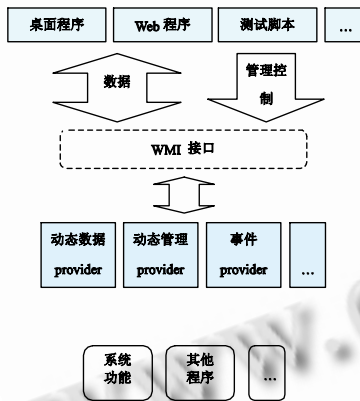 桌面程序 Web 程序 测试脚本 ...
数据 管理控
制
WMI 接口
动态数据 动态管理 事件
provider provider provider ...
系统 其他
功能 程序 ...
www.